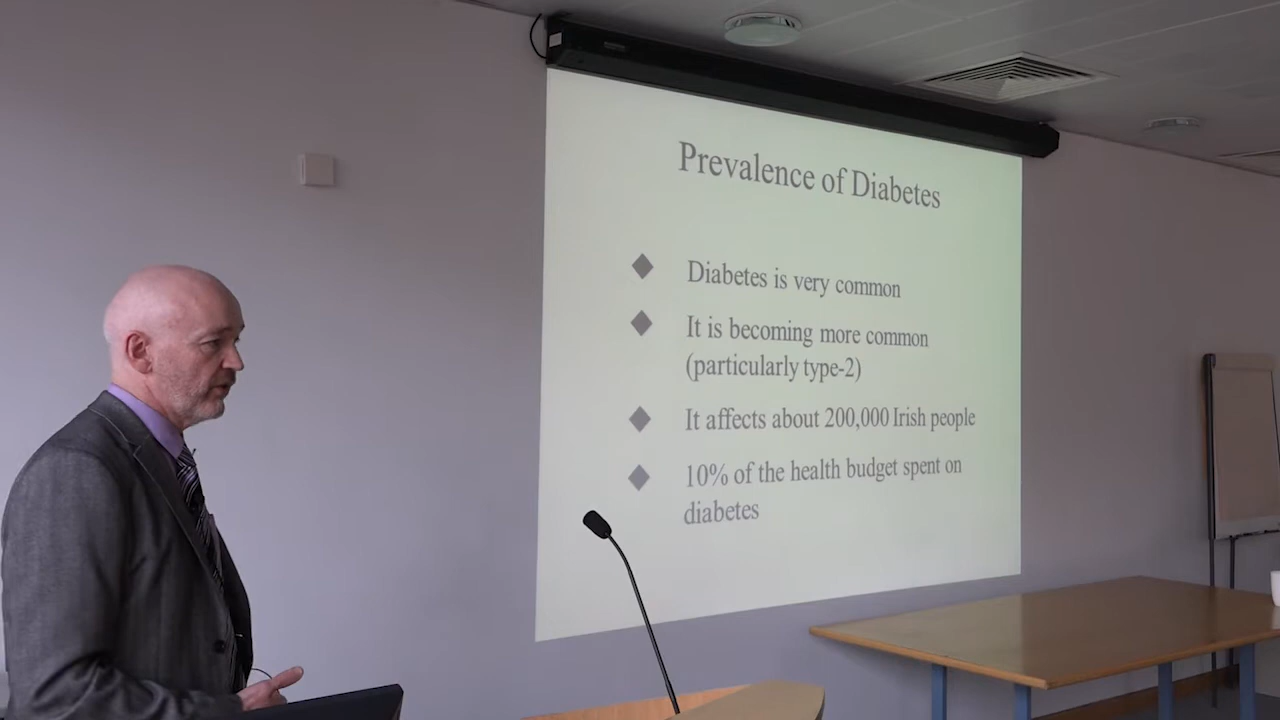 Prevalence of Diabetes
Diabetes is very common
It is becoming more common
(particularly type-2)
It affects about 200,000 Irish people
10% of the health budget spent on
diabetes